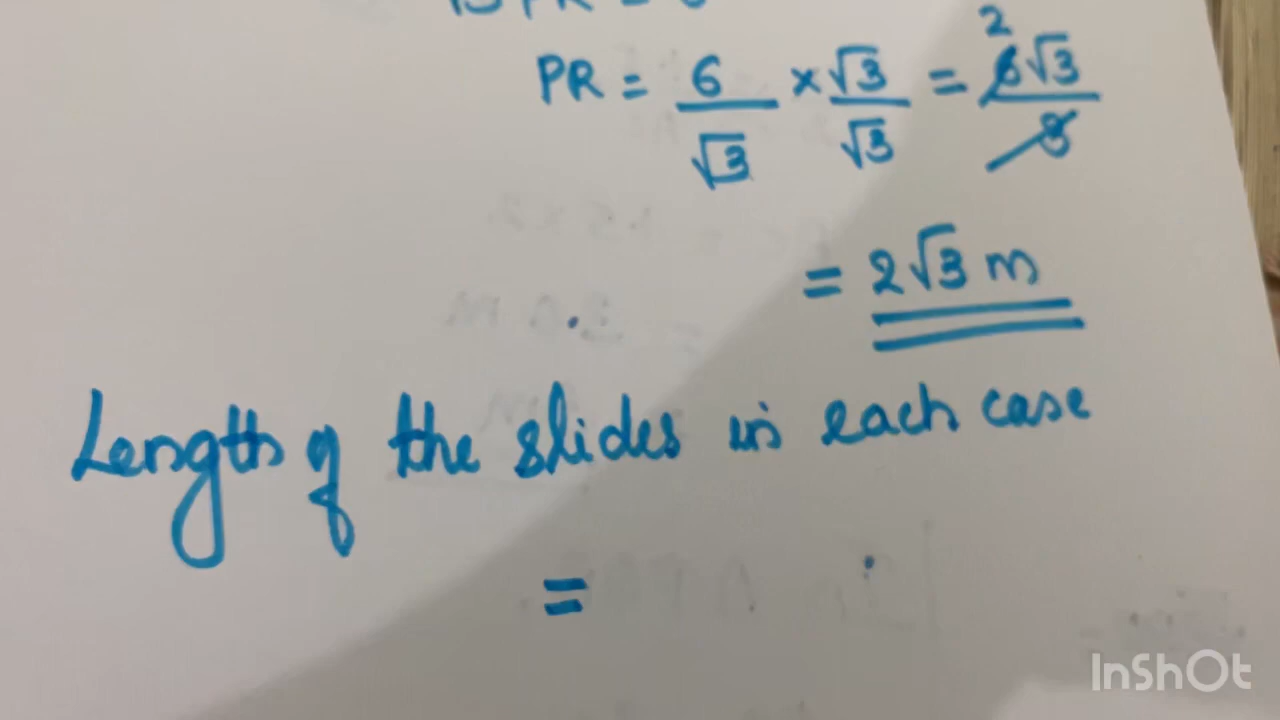 PR = 6/√3 × √3/√3 = 2 6√3/3
= 2√3 m
Length of the slides in each case
=
InShOt